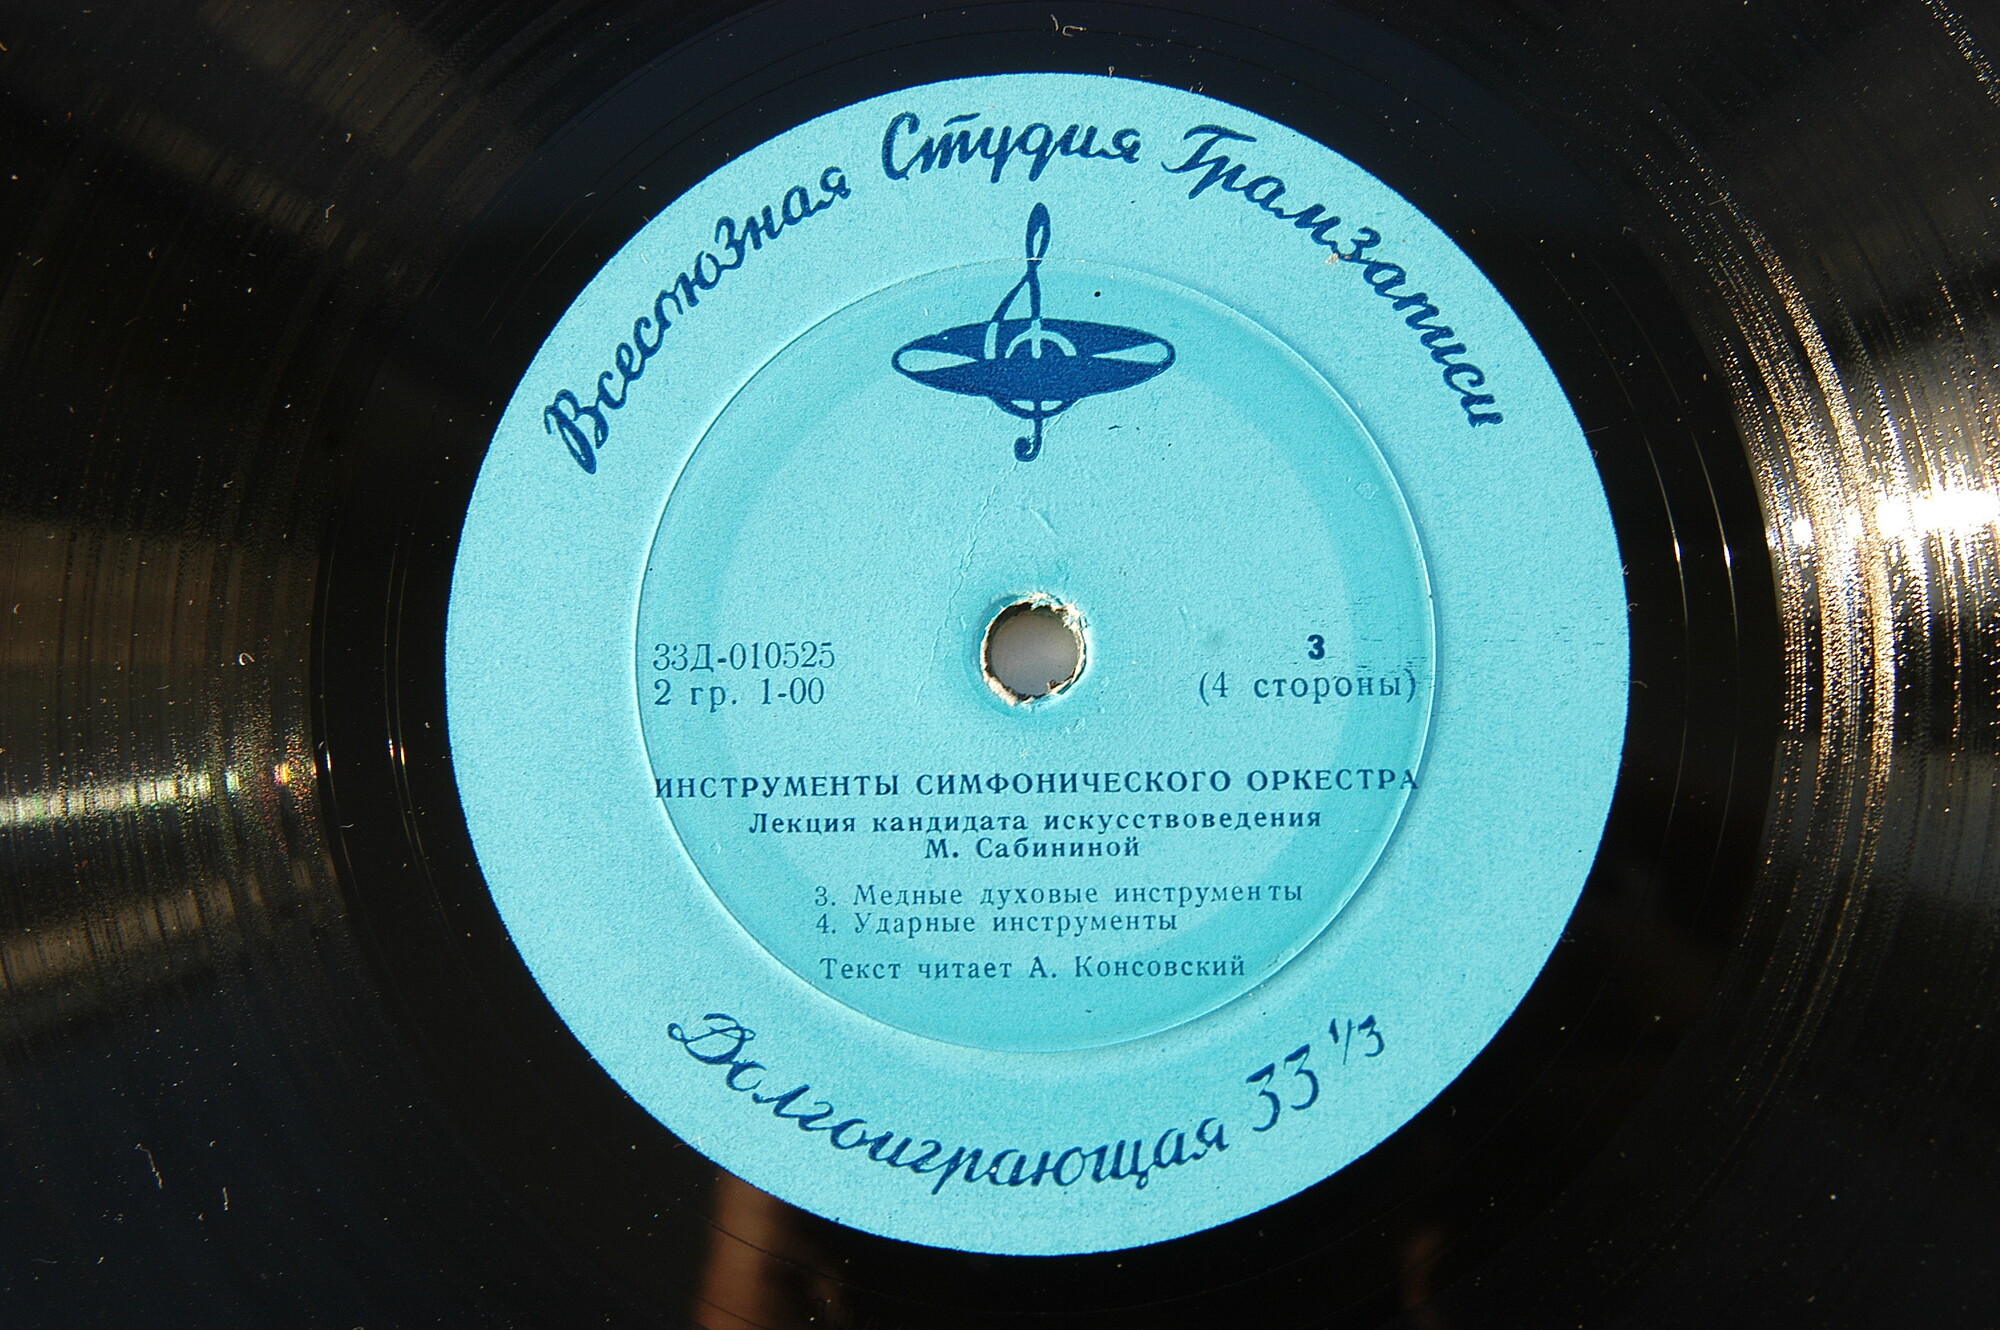 Всесоюзная Студия Грамзаписи
33Д-010525
2 гр. 1-00
3
(4 стороны)
ИНСТРУМЕНТЫ СИМФОНИЧЕСКОГО ОРКЕСТРА
Лекция кандидата искусствоведения
М. Сабининой
3. Медные духовые инструменты
4. Ударные инструменты
Текст читает А. Консовский
Долгоиграющая 33 1/3